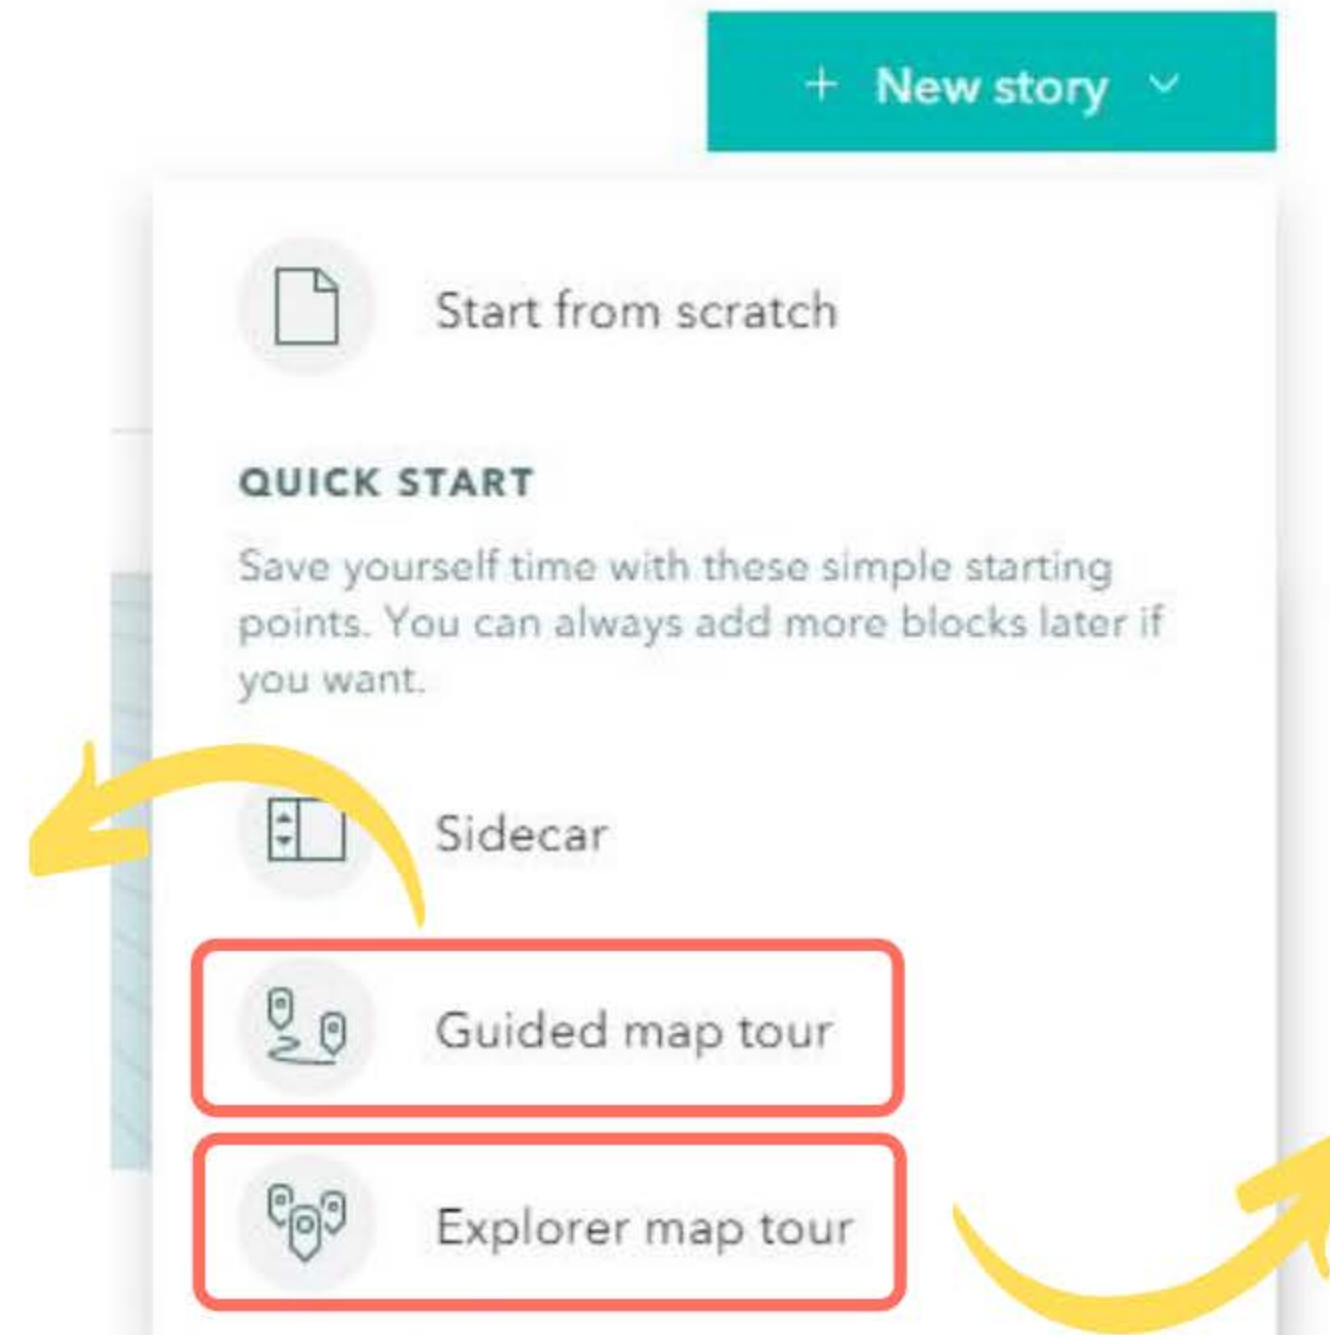 + New story
Start from scratch
QUICK START
Save yourself time with these simple starting
points. You can always add more blocks later if
you want.
Sidecar
Guided map tour
Explorer map tour